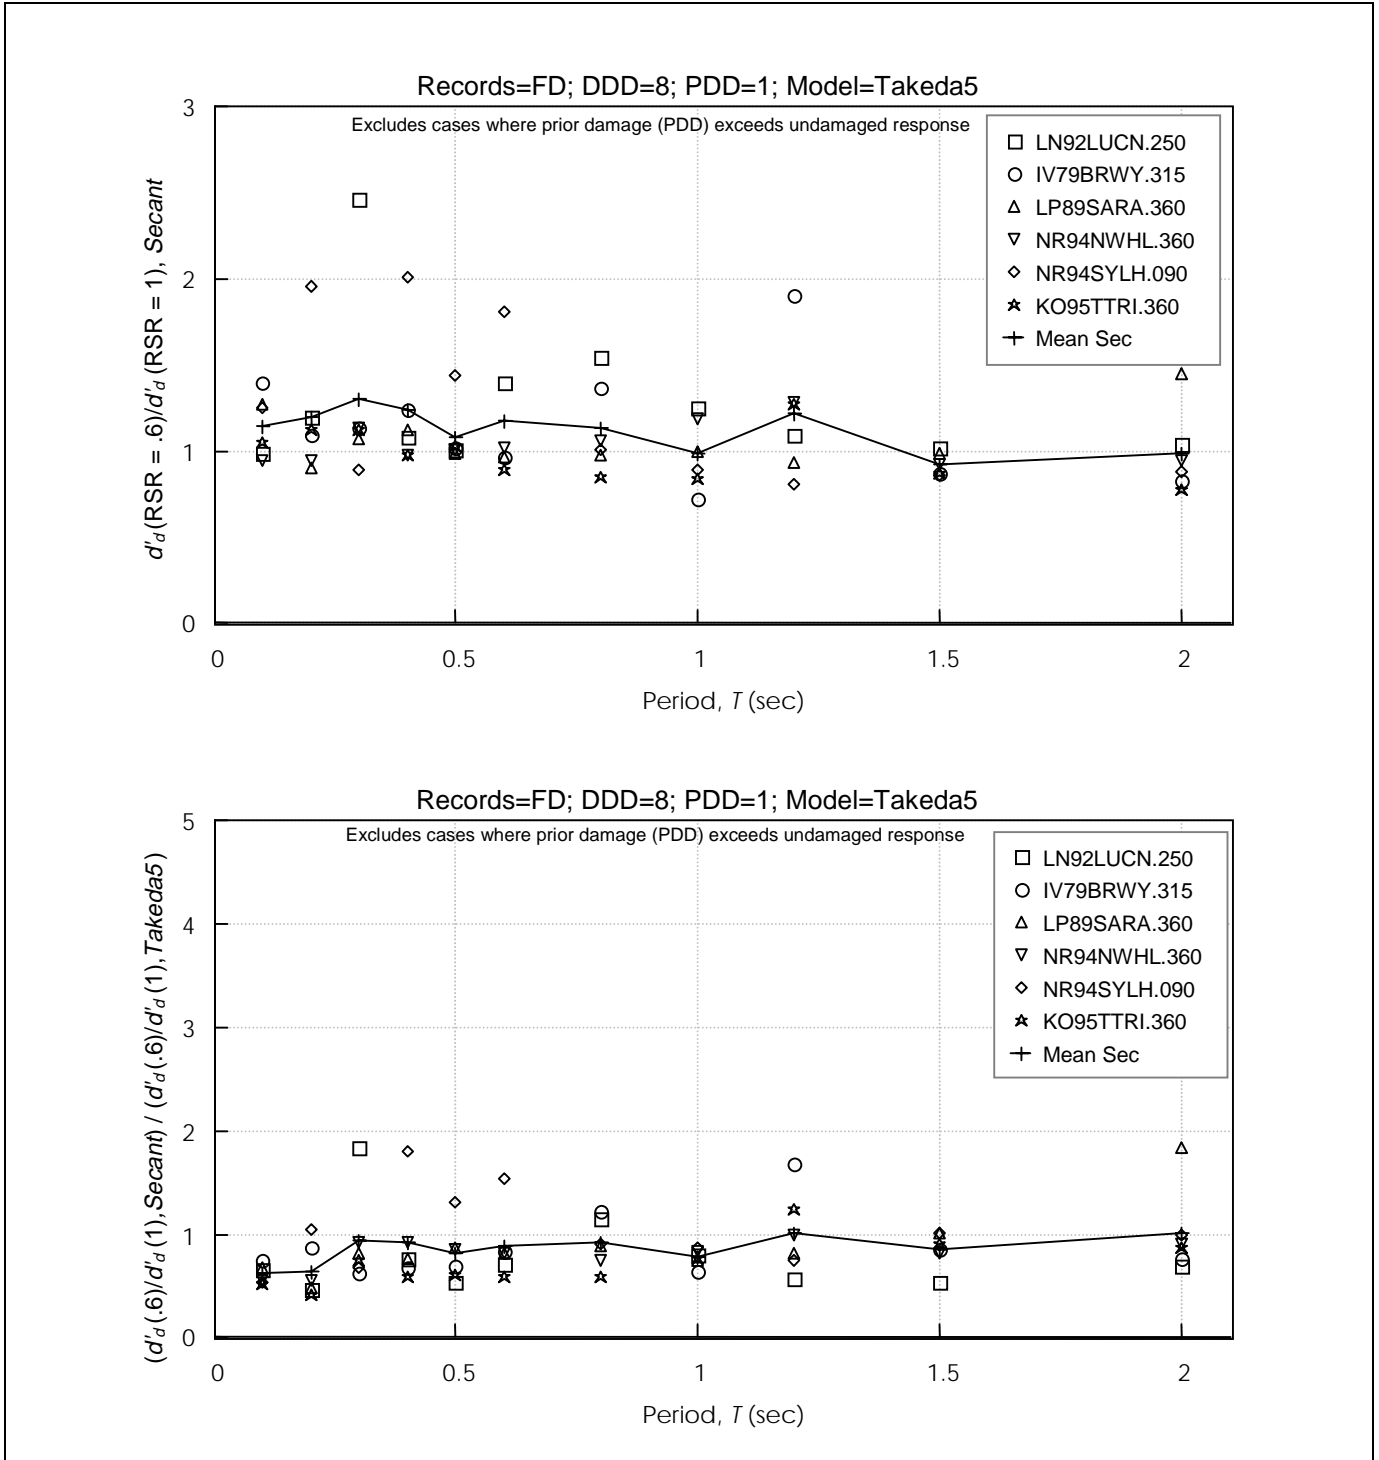 Records=FD; DDD=8; PDD=1; Model=Takeda5
Excludes cases where prior damage (PDD) exceeds undamaged response
d'd (RSR = .6)/d'd (RSR = 1), Secant
3
2
1
0
LN92LUCN.250
IV79BRWY.315
LP89SARA.360
NR94NWHL.360
NR94SYLH.090
KO95TTRI.360
Mean Sec
0 0.5 1 1.5 2
Period, T (sec)
Records=FD; DDD=8; PDD=1; Model=Takeda5
Excludes cases where prior damage (PDD) exceeds undamaged response
(d'd (.6)/d'd (1),Secant) / (d'd (.6)/d'd (1),Takeda5)
5
4
3
2
1
0
LN92LUCN.250
IV79BRWY.315
LP89SARA.360
NR94NWHL.360
NR94SYLH.090
KO95TTRI.360
Mean Sec
0 0.5 1 1.5 2
Period, T (sec)